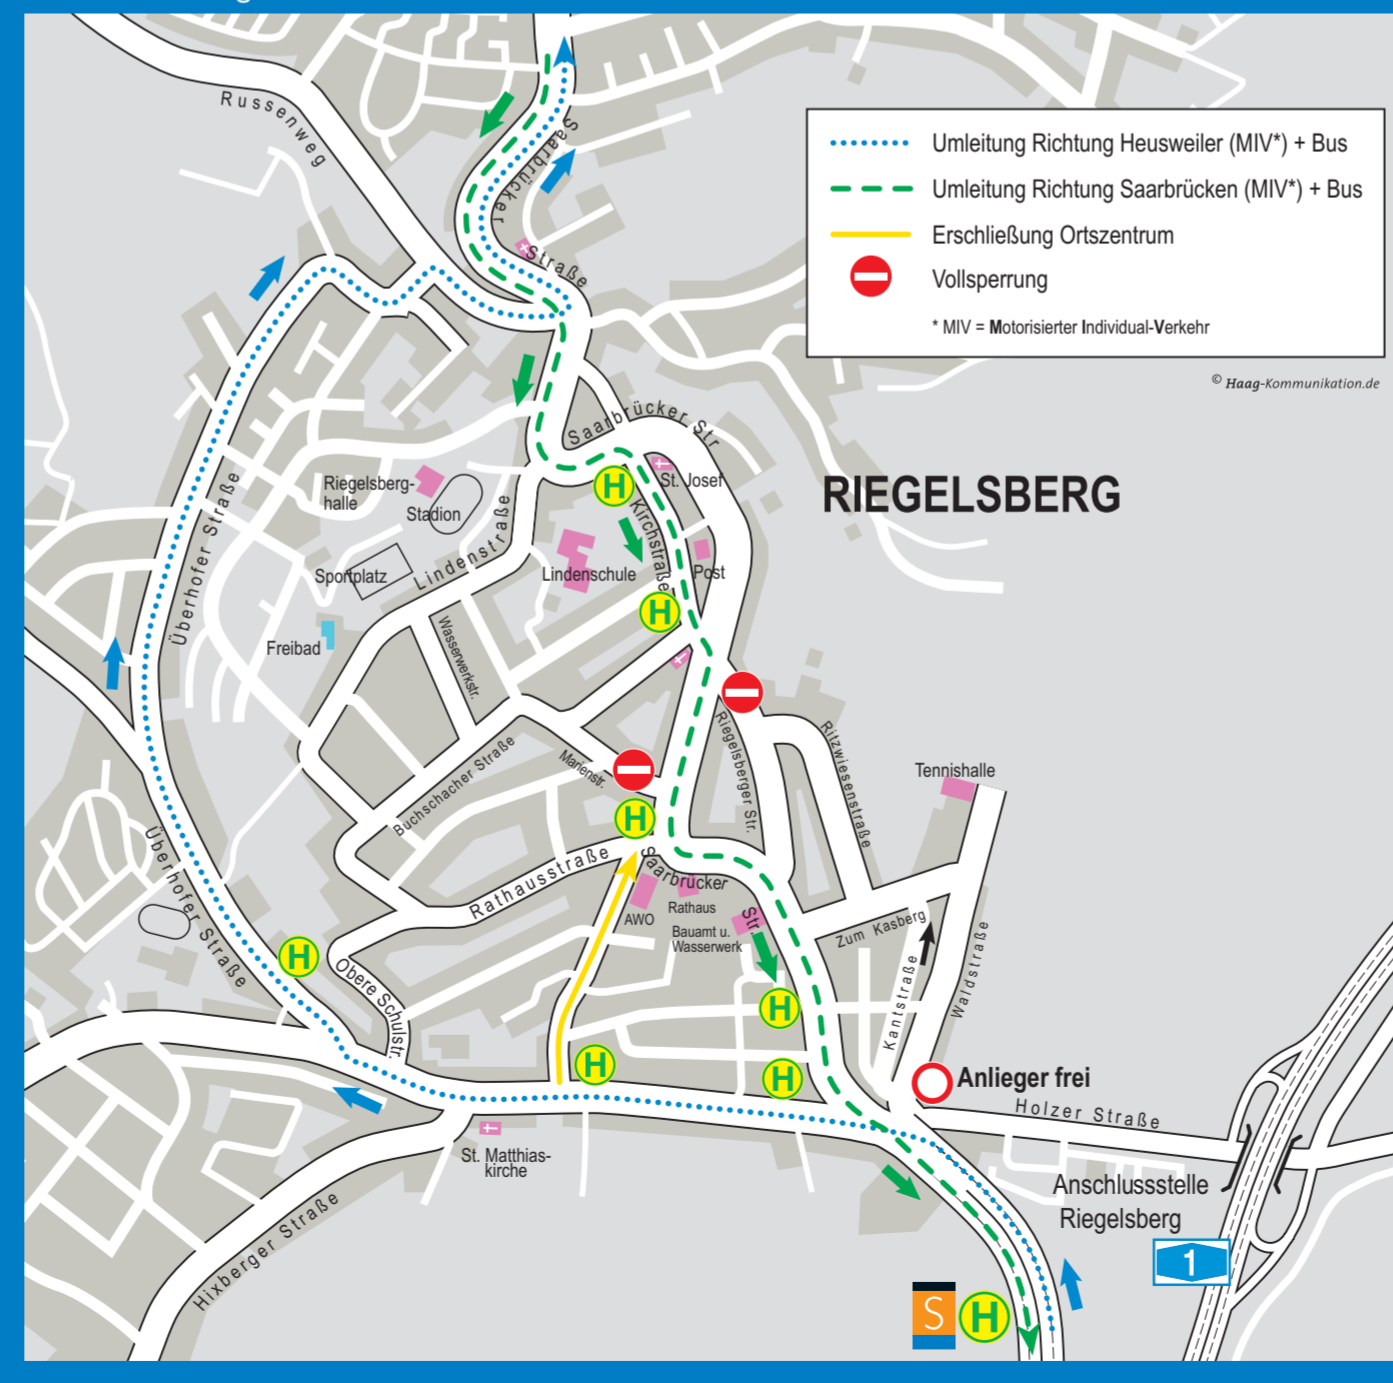 Russenweg
Saarbrücker
Straße
Umleitung Richtung Heusweiler (MIV*) + Bus
Umleitung Richtung Saarbrücken (MIV*) + Bus
Erschließung Ortszentrum
Vollsperrung
* MIV = Motorisierter Individual-Verkehr
© Haag-Kommunikation.de
RIEGELSBERG
Saarbrücker Str
St. Josef
Riegelsberg-
halle
Stadion
Sportplatz
Lindenstraße
Lindenschule
Kirchstraße
Post
H
H
Freibad
Überhofer Straße
Wasserwerkstr.
Buchschacher Straße
Marienstr.
Riegelsberger Str.
Ritzwiesenstraße
Tennishalle
H
Rathausstraße
Saarbrücker
Str.
AWO
Rathaus
Bauamt u.
Wasserwerk
Zum Kasberg
Kantstraße
Waldstraße
Überhofer Straße
H
Obere Schulstr.
H
H
H
Anlieger frei
Holzer Straße
St. Matthias-
kirche
Hixberger Straße
Anschlussstelle
Riegelsberg
1
S
H